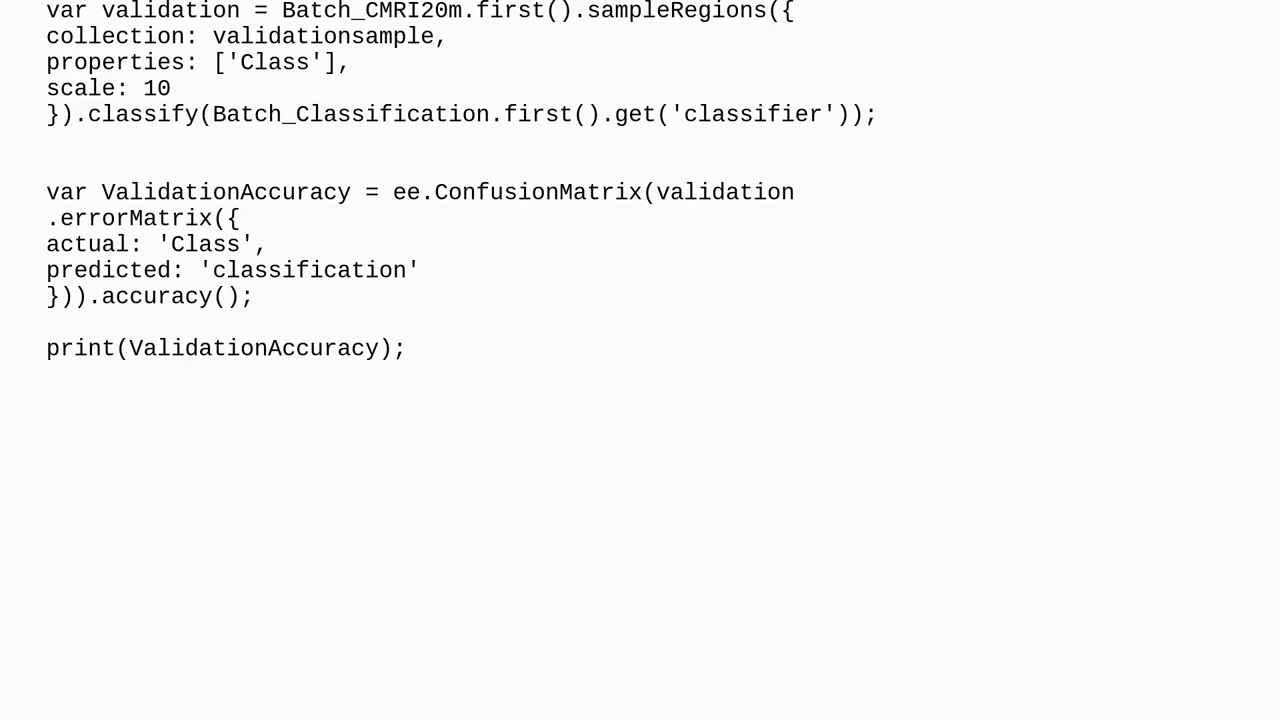 var validation = Batch_CMRI20m.first().sampleRegions({
collection: validationsample,
properties: ['Class'],
scale: 10
}).classify(Batch_Classification.first().get('classifier'));
var ValidationAccuracy = ee.ConfusionMatrix(validation
.errorMatrix({
actual: 'Class',
predicted: 'classification'
})).accuracy();
print(ValidationAccuracy);